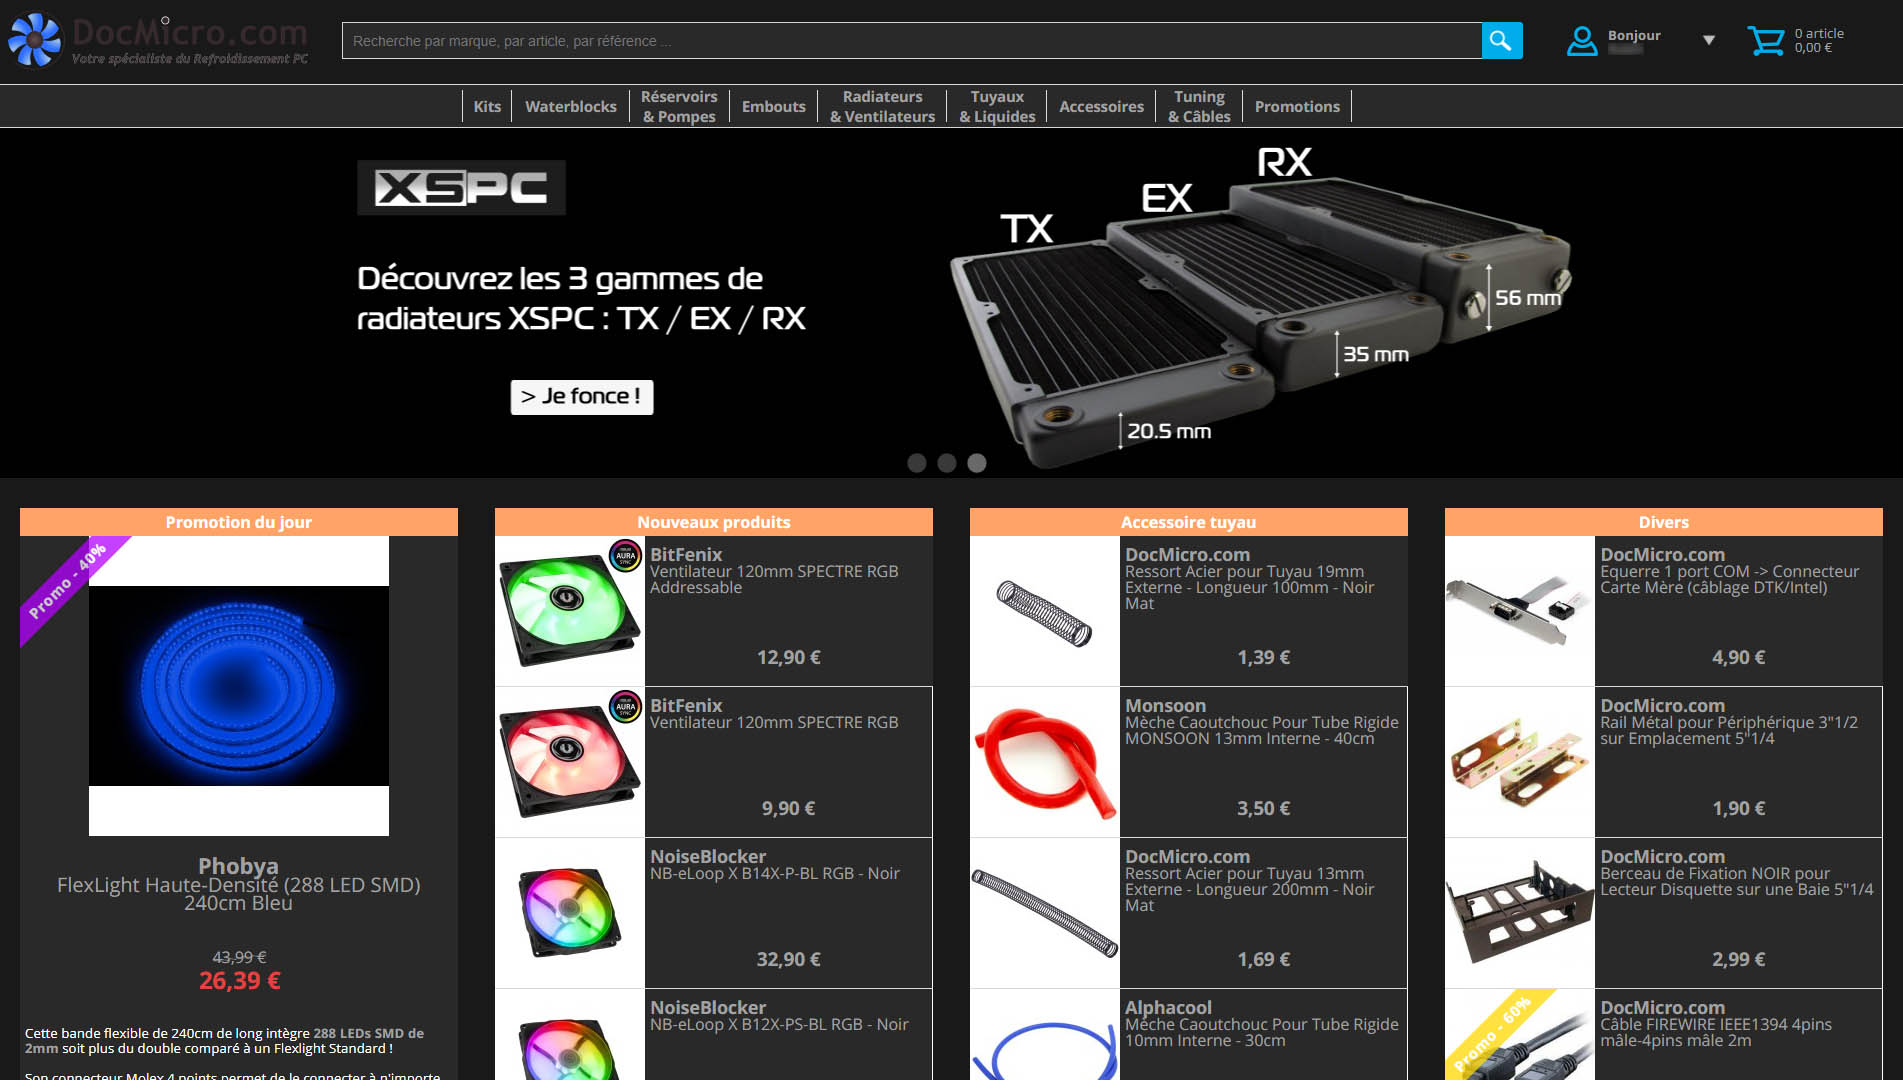 DocMicro.com
Votre spécialiste du Refroidissement PC
Recherche par marque, par article, par référence ...
Bonjour
0 article
0,00 €
Kits
Waterblocks
Réservoirs
& Pompes
Embouts
Radiateurs
& Ventilateurs
Tuyaux
& Liquides
Accessoires
Tuning
& Câbles
Promotions
XSPC
Découvrez les 3 gammes de
radiateurs XSPC : TX / EX / RX
> Je fonce !
TX
EX
RX
56 mm
35 mm
20.5 mm
Promotion du jour
Promo - 40%
Phobya
FlexLight Haute-Densité (288 LED SMD)
240cm Bleu
43,99 €
26,39 €
Cette bande flexible de 240cm de long intègre 288 LEDs SMD de
2mm soit plus du double comparé à un Flexlight Standard !
Son connecteur Molex 4 points permet de le connecter à n'importe
Nouveaux produits
AURA
SYNC
BitFenix
Ventilateur 120mm SPECTRE RGB
Addressable
12,90 €
AURA
SYNC
BitFenix
Ventilateur 120mm SPECTRE RGB
9,90 €
NoiseBlocker
NB-eLoop X B14X-P-BL RGB - Noir
32,90 €
NoiseBlocker
NB-eLoop X B12X-PS-BL RGB - Noir
Accessoire tuyau
DocMicro.com
Ressort Acier pour Tuyau 19mm
Externe - Longueur 100mm - Noir
Mat
1,39 €
Monsoon
Mèche Caoutchouc Pour Tube Rigide
MONSOON 13mm Interne - 40cm
3,50 €
DocMicro.com
Ressort Acier pour Tuyau 13mm
Externe - Longueur 200mm - Noir
Mat
1,69 €
Alphacool
Mèche Caoutchouc Pour Tube Rigide
10mm Interne - 30cm
Divers
DocMicro.com
Equerre 1 port COM -> Connecteur
Carte Mère (câblage DTK/Intel)
4,90 €
DocMicro.com
Rail Métal pour Périphérique 3"1/2
sur Emplacement 5"1/4
1,90 €
DocMicro.com
Berceau de Fixation NOIR pour
Lecteur Disquette sur une Baie 5"1/4
2,99 €
Promo - 60%
DocMicro.com
Câble FIREWIRE IEEE1394 4pins
mâle-4pins mâle 2m